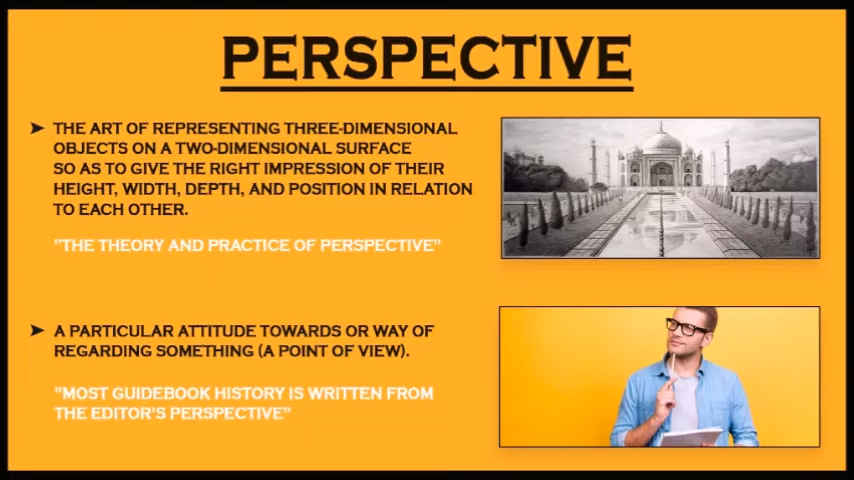 PERSPECTIVE
➤ THE ART OF REPRESENTING THREE-DIMENSIONAL
OBJECTS ON A TWO-DIMENSIONAL SURFACE
SO AS TO GIVE THE RIGHT IMPRESSION OF THEIR
HEIGHT, WIDTH, DEPTH, AND POSITION IN RELATION
TO EACH OTHER.
"THE THEORY AND PRACTICE OF PERSPECTIVE"
➤ A PARTICULAR ATTITUDE TOWARDS OR WAY OF
REGARDING SOMETHING (A POINT OF VIEW).
"MOST GUIDEBOOK HISTORY IS WRITTEN FROM
THE EDITOR'S PERSPECTIVE"